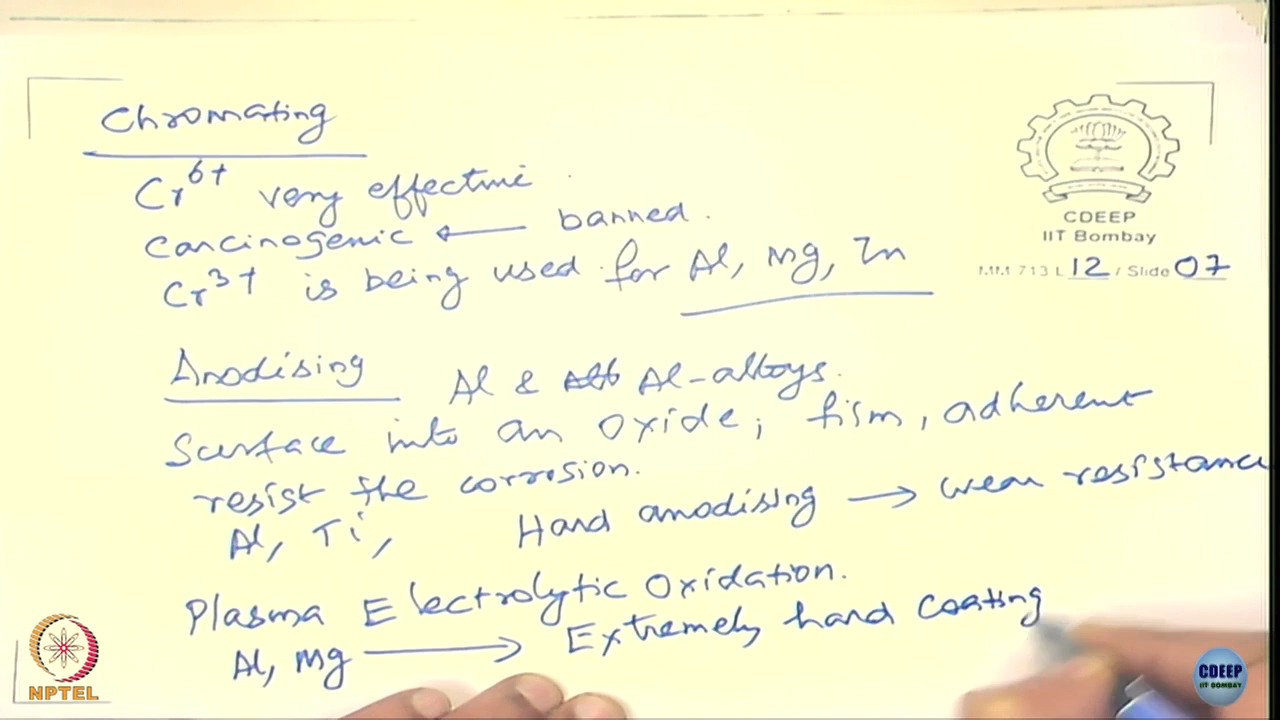 Chromating
Cr6+ very effective
Carcinogenic ← banned.
Cr3+ is being used for Al, Mg, Zn
CDEEP
IIT Bombay
MM 713 L 12 / Slide 07
Anodising Al & Al-alloys.
Surface into an oxide; film, adherent
resist the corrosion.
Al, Ti, Hard anodising → wear resistance
Plasma Electrolytic Oxidation.
Al, Mg → Extremely hard coating
NPTEL
CDEEP
IIT BOMBAY